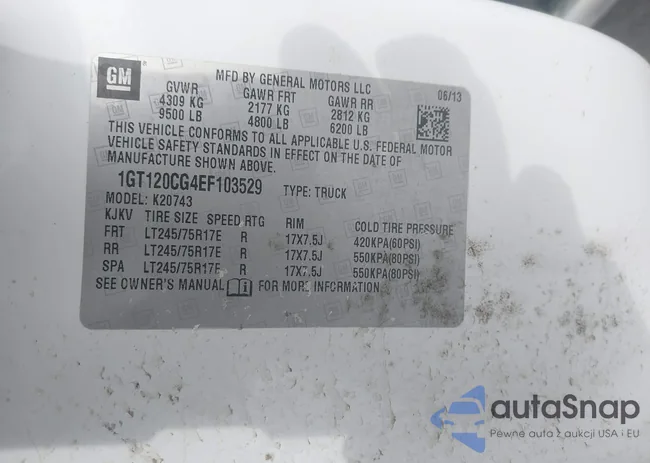 GM
MFD BY GENERAL MOTORS LLC
08/13
GVWR GAWR FRT GAWR RR
4309 KG 2177 KG 2812 KG
9500 LB 4800 LB 6200 LB
THIS VEHICLE CONFORMS TO ALL APPLICABLE U.S. FEDERAL MOTOR
VEHICLE SAFETY STANDARDS IN EFFECT ON THE DATE OF
MANUFACTURE SHOWN ABOVE.
1GT120CG4EF103529 TYPE: TRUCK
MODEL: K20743
KJKV TIRE SIZE SPEED RTG RIM COLD TIRE PRESSURE
FRT LT245/75R17E R 17X7.5J 420KPA(60PSI)
RR LT245/75R17E R 17X7.5J 550KPA(80PSI)
SPA LT245/75R17E R 17X7.5J 550KPA(80PSI)
SEE OWNER'S MANUAL FOR MORE INFORMATION
autaSnap
Pewne auta z aukcji USA i EU